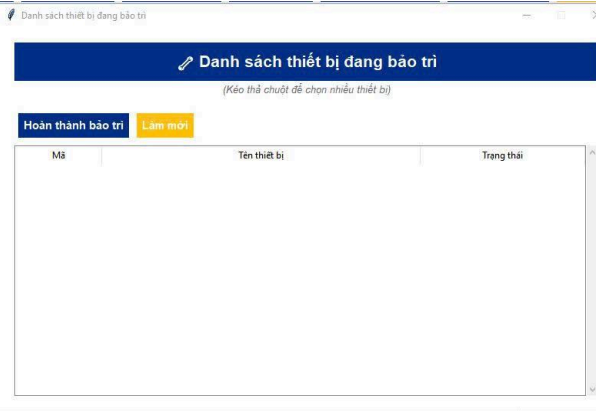 Danh sách thiết bị đang bảo trì
Danh sách thiết bị đang bảo trì
(Kéo thả chuột để chọn nhiều thiết bị)
Hoàn thành bảo trì Làm mới
Mã Tên thiết bị Trạng thái